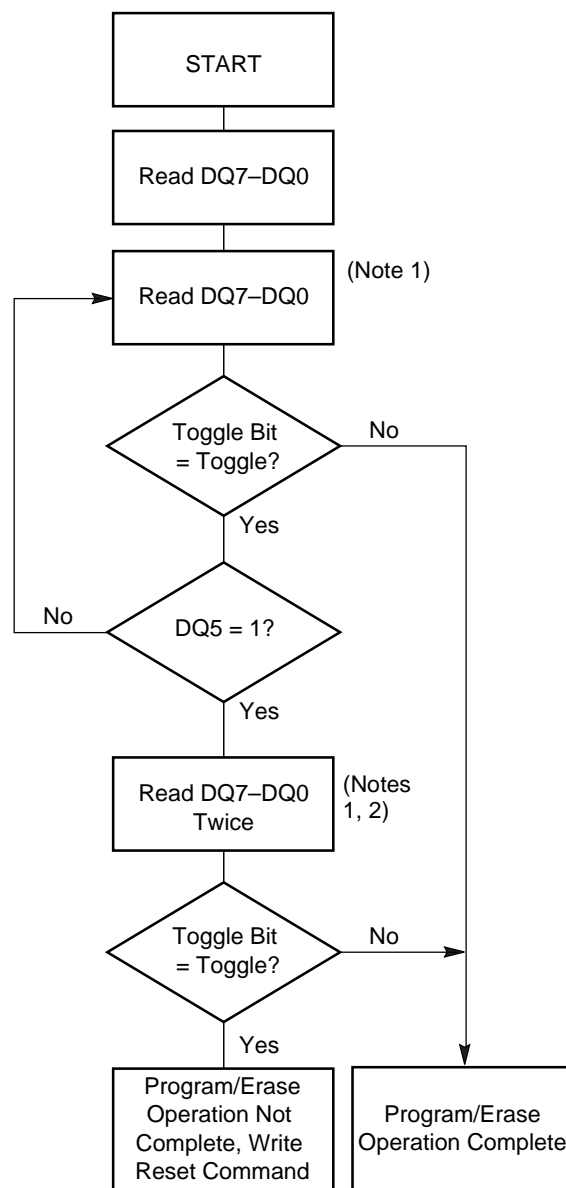 START
Read DQ7–DQ0
Read DQ7–DQ0
(Note 1)
Toggle Bit
= Toggle?
No
Yes
No
DQ5 = 1?
Yes
Read DQ7–DQ0
Twice
(Notes
1, 2)
Toggle Bit
= Toggle?
No
Yes
Program/Erase
Operation Not
Complete, Write
Reset Command
Program/Erase
Operation Complete